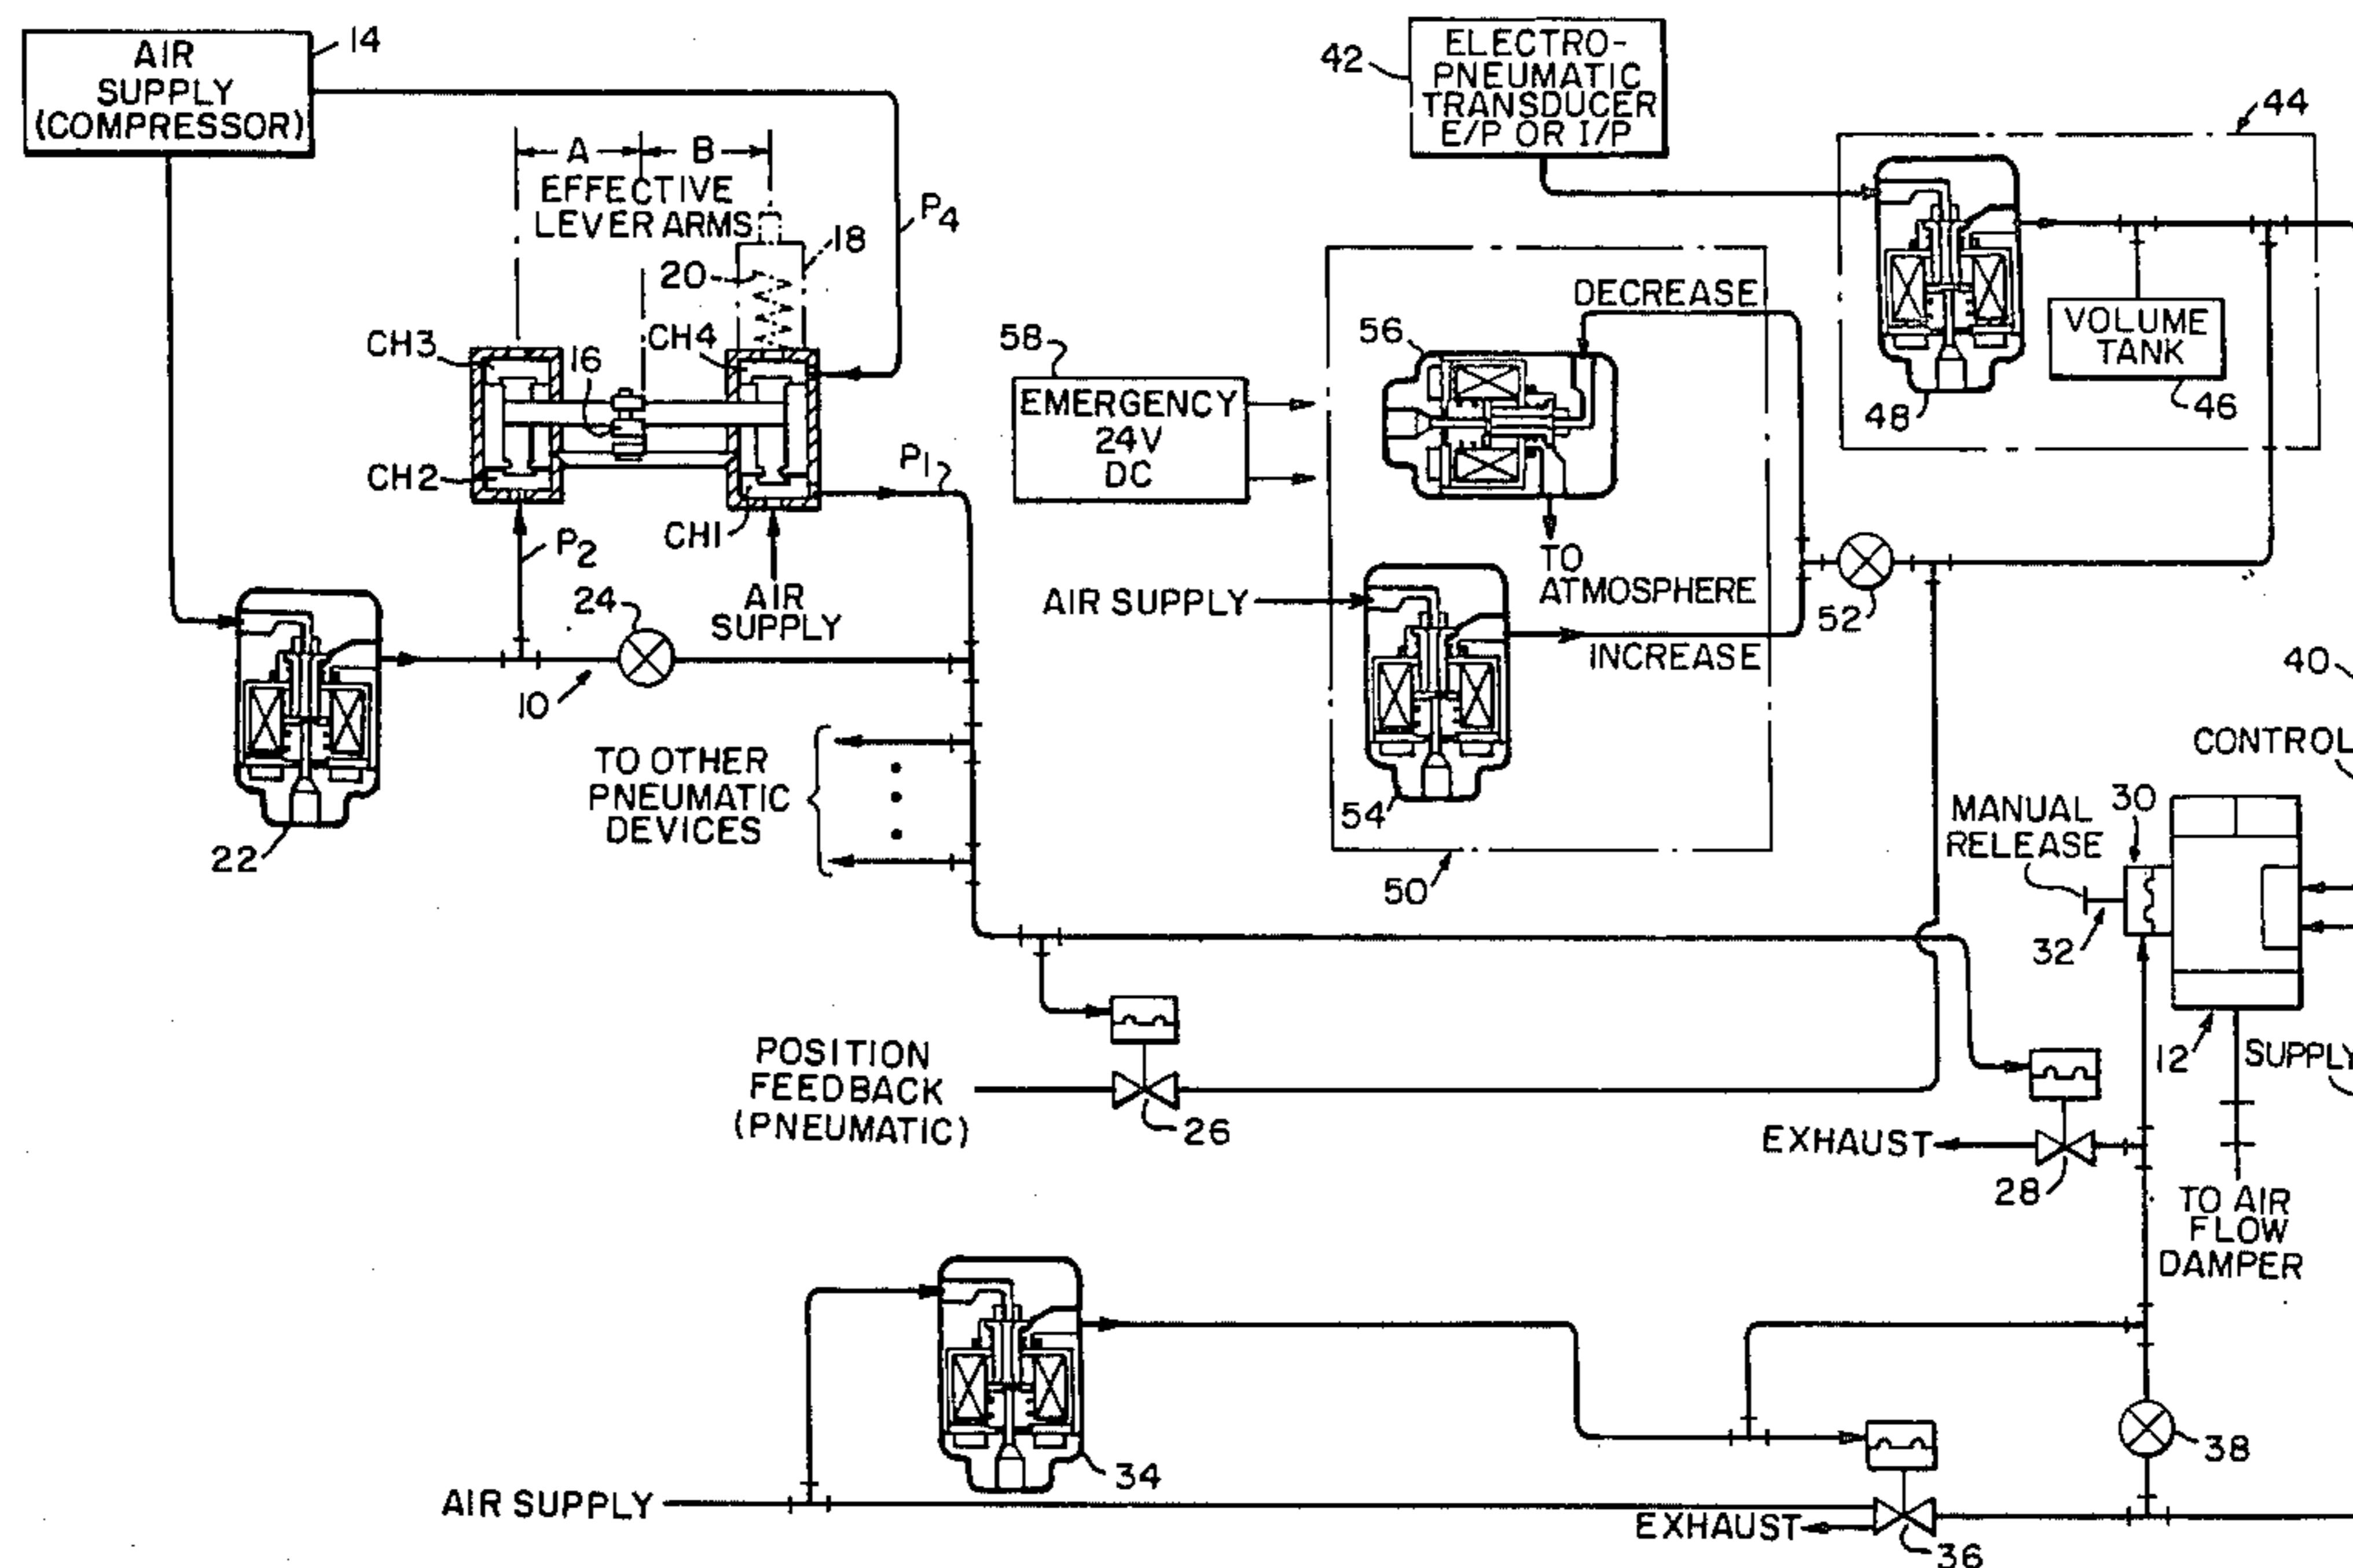 AIR
SUPPLY
(COMPRESSOR)
14
A
B
EFFECTIVE
LEVER ARMS
P4
18
20
CH3
16
CH4
CH2
CH1
P1
P2
AIR
SUPPLY
24
10
22
TO OTHER
PNEUMATIC
DEVICES
42
ELECTRO-
PNEUMATIC
TRANSDUCER
E/P OR I/P
44
48
VOLUME
TANK
46
58
EMERGENCY
24V
DC
56
DECREASE
TO
ATMOSPHERE
AIR SUPPLY
INCREASE
52
54
50
40
CONTROL
MANUAL
RELEASE
30
32
12
SUPPLY
POSITION
FEEDBACK
(PNEUMATIC)
26
EXHAUST
28
TO AIR
FLOW
DAMPER
34
38
AIR SUPPLY
EXHAUST
36